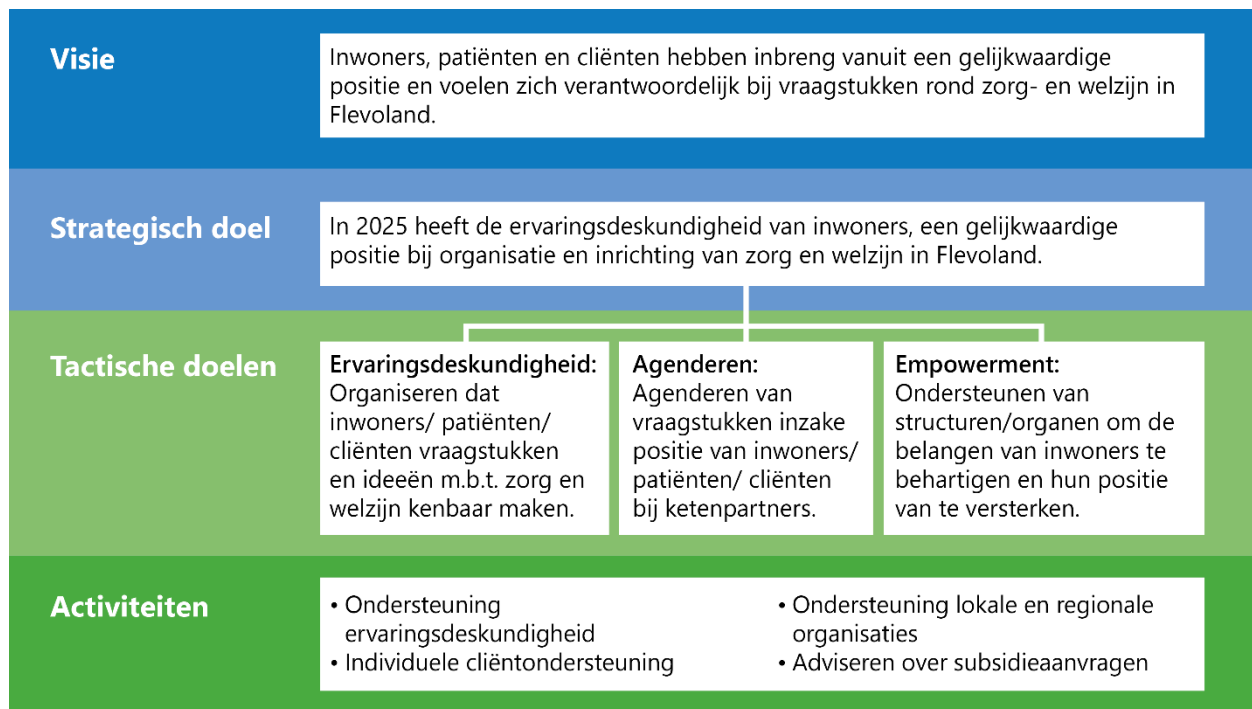 Visie
Inwoners, patiënten en cliënten hebben inbreng vanuit een gelijkwaardige
positie en voelen zich verantwoordelijk bij vraagstukken rond zorg- en welzijn in
Flevoland.
Strategisch doel
In 2025 heeft de ervaringsdeskundigheid van inwoners, een gelijkwaardige
positie bij organisatie en inrichting van zorg en welzijn in Flevoland.
Tactische doelen
Ervaringsdeskundigheid:
Organiseren dat
inwoners/ patiënten/
cliënten vraagstukken
en ideeën m.b.t. zorg en
welzijn kenbaar maken.
Agenderen:
Agenderen van
vraagstukken inzake
positie van inwoners/
patiënten/ cliënten
bij ketenpartners.
Empowerment:
Ondersteunen van
structuren/organen om de
belangen van inwoners te
behartigen en hun positie
van te versterken.
Activiteiten
• Ondersteuning
ervaringsdeskundigheid
• Individuele cliëntondersteuning
• Ondersteuning lokale en regionale
organisaties
• Adviseren over subsidieaanvragen